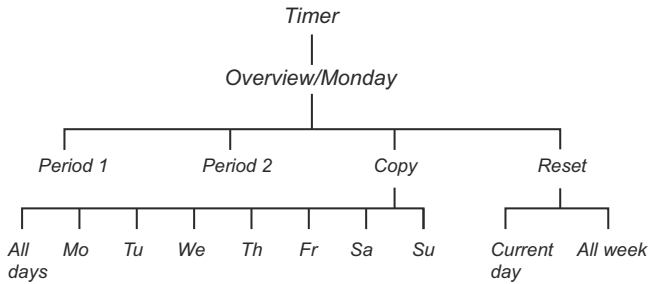 Timer
Overview/Monday
Period 1 Period 2 Copy Reset
All days Mo Tu We Th Fr Sa Su Current day All week